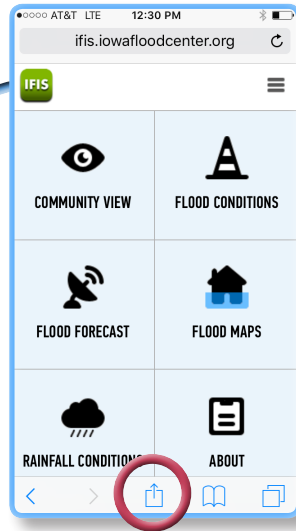 AT&T LTE 12:30 PM
ifis.iowafloodcenter.org
IFIS
COMMUNITY VIEW FLOOD CONDITIONS
FLOOD FORECAST FLOOD MAPS
RAINFALL CONDITIONS ABOUT